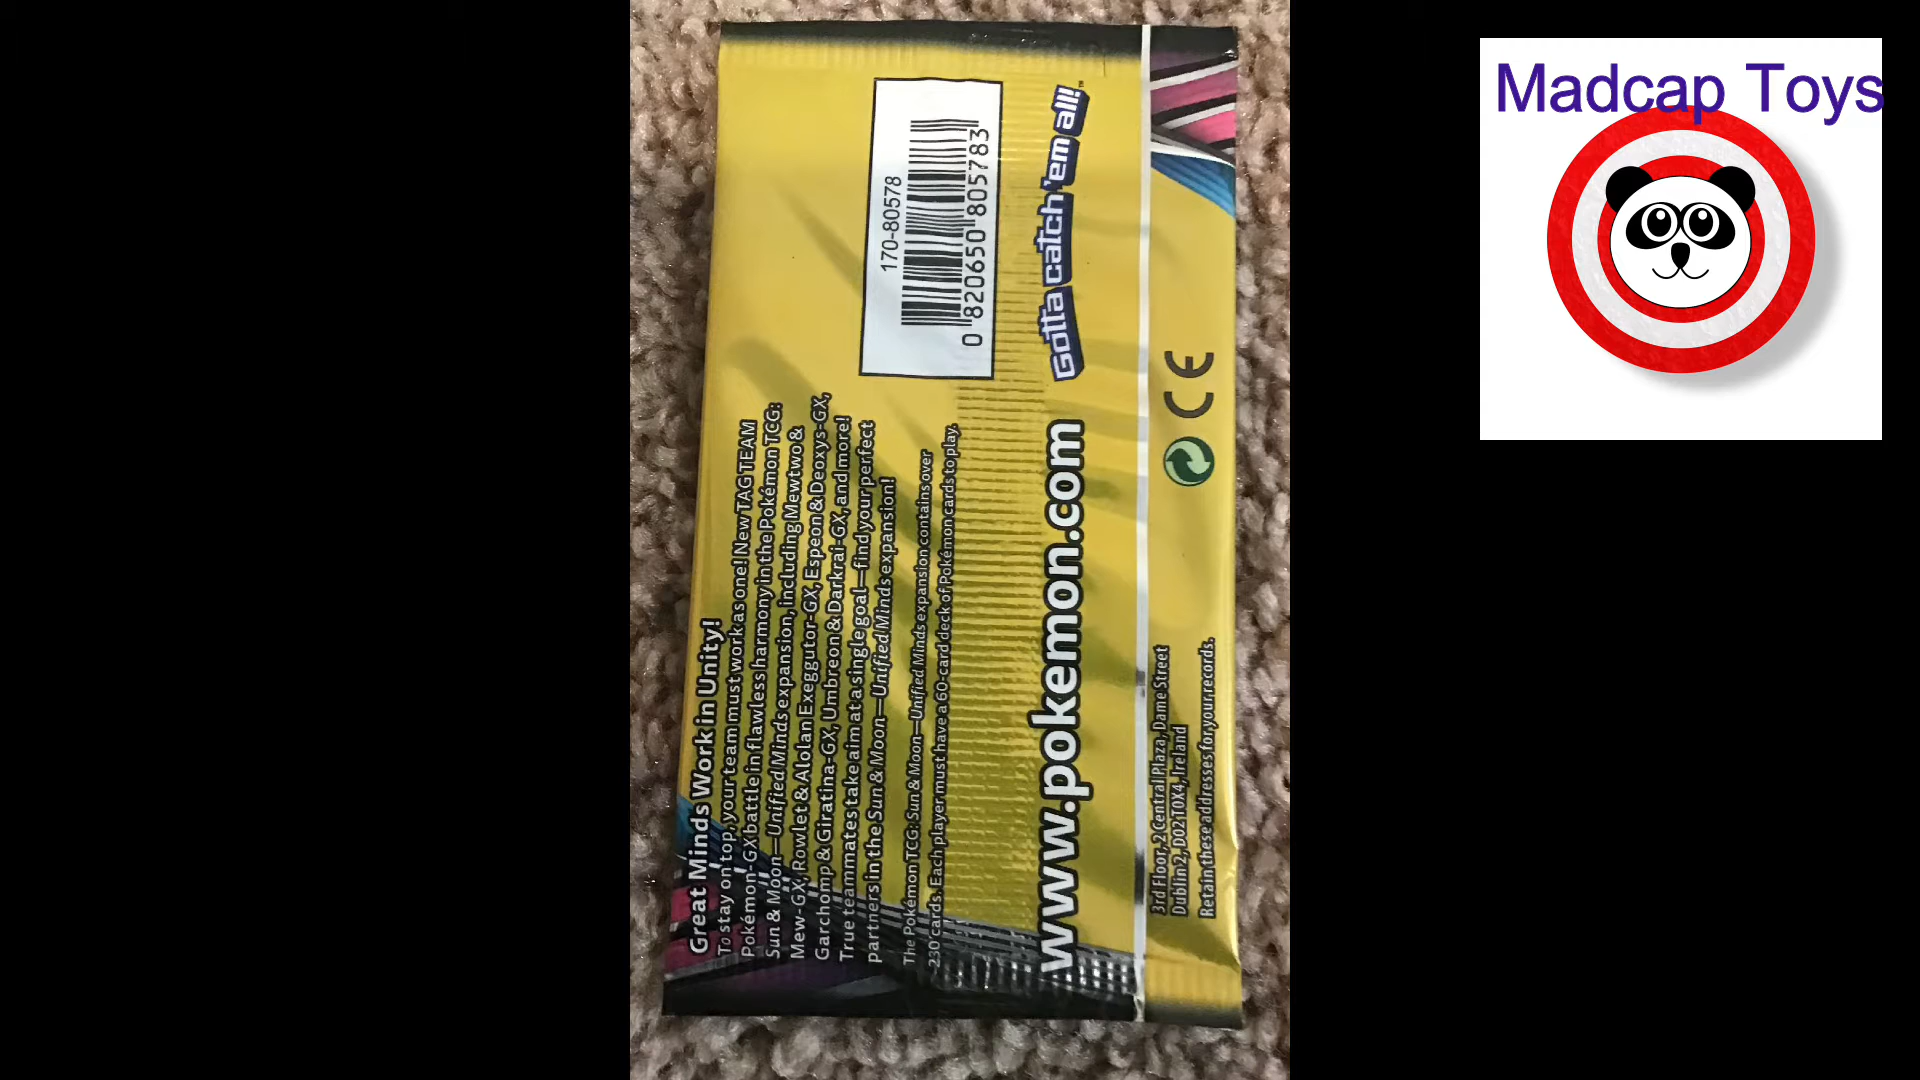 Great Minds Work in Unity!
To stay on top, your team must work as one! New TAG TEAM
Pokémon-GX battle in flawless harmony in the Pokémon TCG:
Sun & Moon—Unified Minds expansion, including Mewtwo &
Mew-GX, Rowlet & Alolan Exeggutor-GX, Espeon & Deoxys-GX,
Garchomp & Giratina-GX, Umbreon & Darkrai-GX, and more!
True teammates take aim at a single goal—find your perfect
partners in the Sun & Moon—Unified Minds expansion!
The Pokémon TCG: Sun & Moon—Unified Minds expansion contains over
230 cards. Each player must have a 60-card deck of Pokémon cards to play.
170-80578
0 820650 805783
www.pokemon.com
Gotta catch 'em all!™
3rd Floor, 2 Central Plaza, Dame Street
Dublin 2, D02 T0X4, Ireland
Retain these addresses for your records.
CE
Madcap Toys